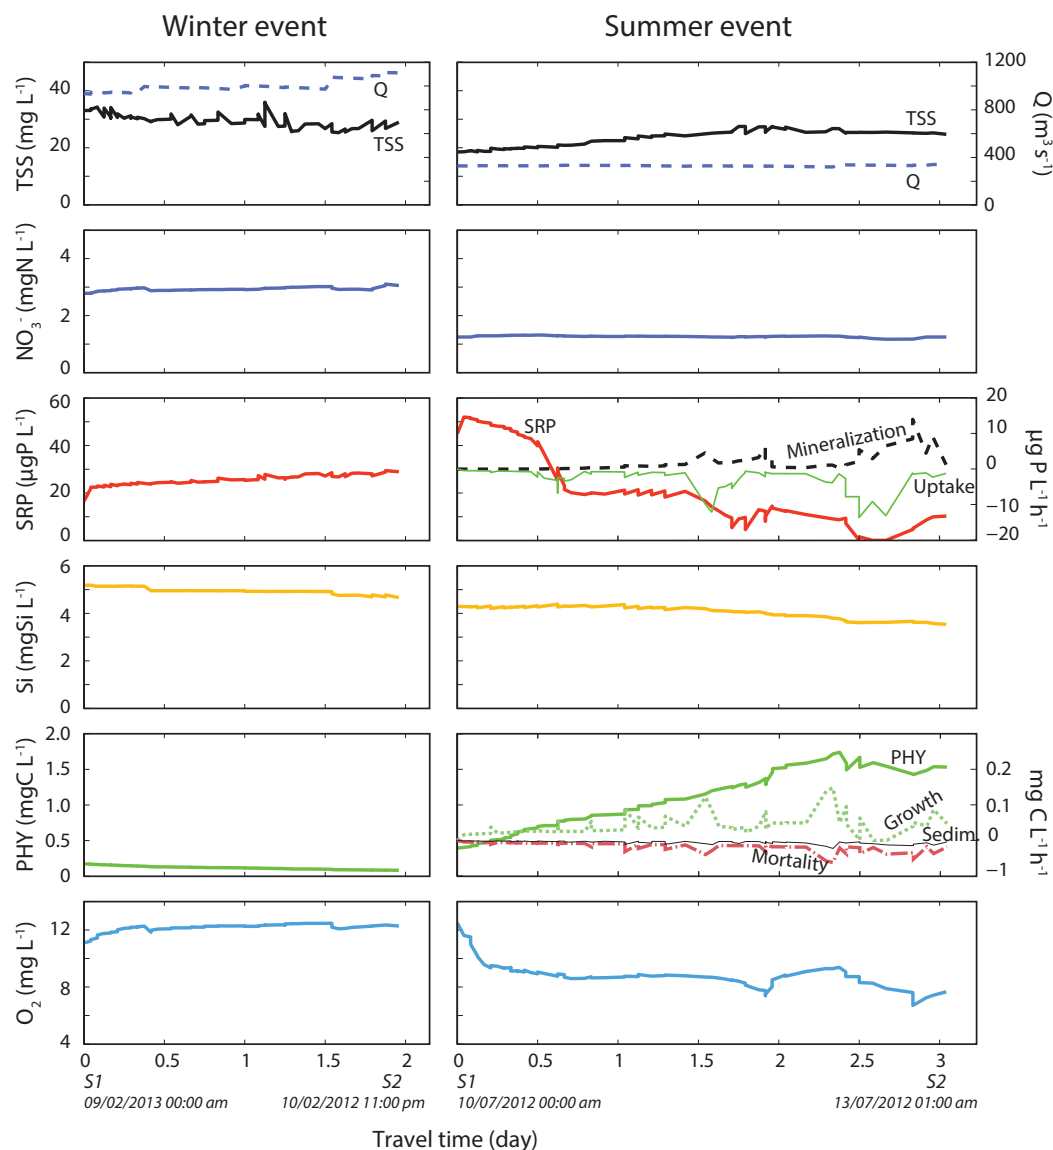 Winter event
Summer event
TSS (mg L-1)
40
20
0
Q
TSS
TSS
Q
1200
800
400
0
Q (m3 s-1)
NO3- (mgN L-1)
4
2
0
SRP (µµgP L-1)
60
40
20
0
SRP
Mineralization
Uptake
20
10
0
−10
−20
µg P L-1 h-1
Si (mgSi L-1)
6
4
2
0
PHY (mgC L-1)
2.0
1.5
1.0
0.5
0
PHY
Growth
Sedim.
Mortality
0.2
0.1
0
−1
mg C L-1 h-1
O2 (mg L-1)
12
8
4
0 0.5 1 1.5 2
0 0.5 1 1.5 2 2.5 3
S1 S2
S1 S2
09/02/2013 00:00 am 10/02/2012 11:00 pm
10/07/2012 00:00 am 13/07/2012 01:00 am
Travel time (day)